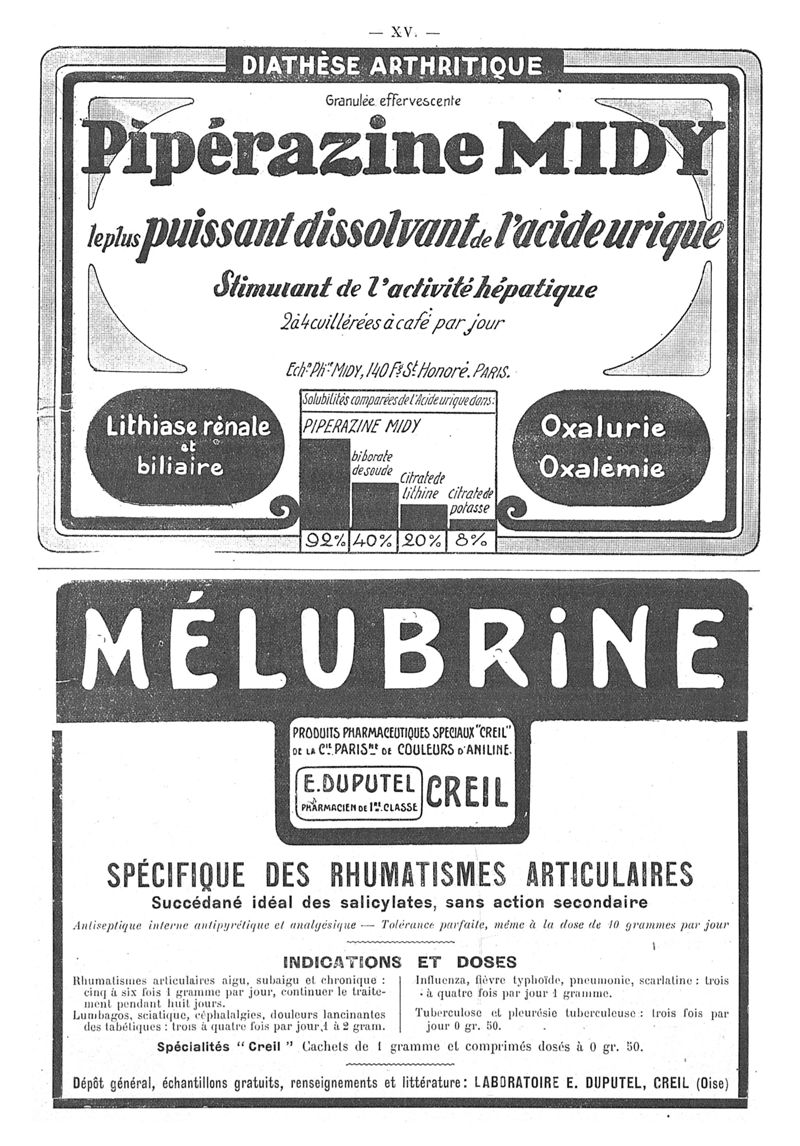 — XV. —
DIATHÈSE ARTHRITIQUE
Granulée effervescente
Pipérazine MIDY
le plus puissant dissolvant de l'acide urique
Stimulant de l'activité hépatique
2 à 4 cuillérées à café par jour
Echon Phie MIDY, 140 Fg St Honoré. PARIS.
Lithiase rénale
et
biliaire
Solubilités comparées de l'Acide urique dans:
PIPERAZINE MIDY
biborate
de soude
Citrate de
lithine
citrate de
potasse
92% 40% 20% 8%
Oxalurie
Oxalémie
MÉLUBRiNE
PRODUITS PHARMACEUTIQUES SPECIAUX "CREIL"
DE LA Cie PARISNE DE COULEURS D'ANILINE.
E. DUPUTEL
PHARMACIEN DE 1RE CLASSE
CREIL
SPÉCIFIQUE DES RHUMATISMES ARTICULAIRES
Succédané idéal des salicylates, sans action secondaire
Antiseptique interne antipyrétique et analgésique — Tolérance parfaite, même à la dose de 10 grammes par jour
INDICATIONS ET DOSES
Rhumatismes articulaires aigu, subaigu et chronique :
cinq à six fois 1 gramme par jour, continuer le traite-
ment pendant huit jours.
Lumbagos, sciatique, céphalalgies, douleurs lancinantes
des tabétiques : trois à quatre fois par jour, 1 à 2 gram.
Influenza, fièvre typhoïde, pneumonie, scarlatine : trois
à quatre fois par jour 1 gramme.
Tuberculose et pleurésie tuberculeuse : trois fois par
jour 0 gr. 50.
Spécialités "Creil" Cachets de 1 gramme et comprimés dosés à 0 gr. 50.
Dépôt général, échantillons gratuits, renseignements et littérature : LABORATOIRE E. DUPUTEL, CREIL (Oise)